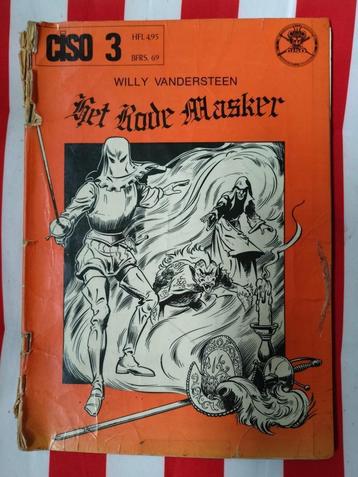 CISO 3
HFL 4,95
BFRS. 69
WILLY VANDERSTEEN
Het Rode Masker